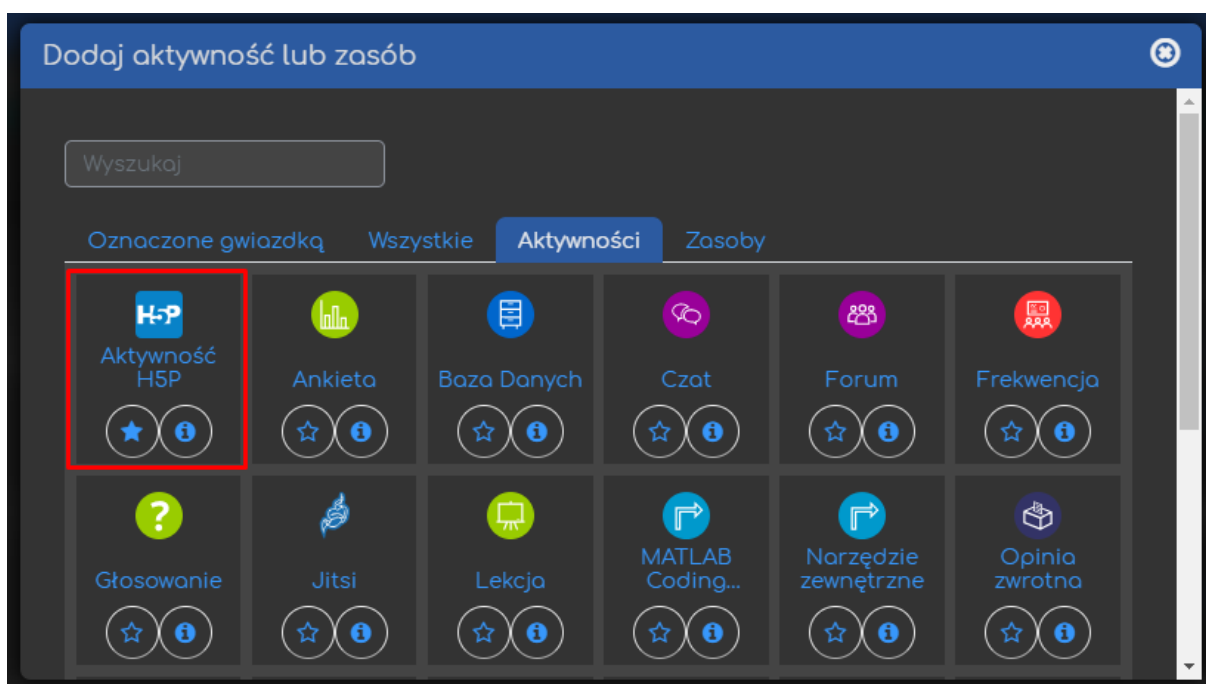 Dodaj aktywność lub zasób
Wyszukaj
Oznaczone gwiazdką Wszystkie Aktywności Zasoby
H5P
Aktywność
H5P
Ankieta
Baza Danych
Czat
Forum
Frekwencja
?
Głosowanie
Jitsi
Lekcja
MATLAB
Coding...
Narzędzie
zewnętrzne
Opinia
zwrotna